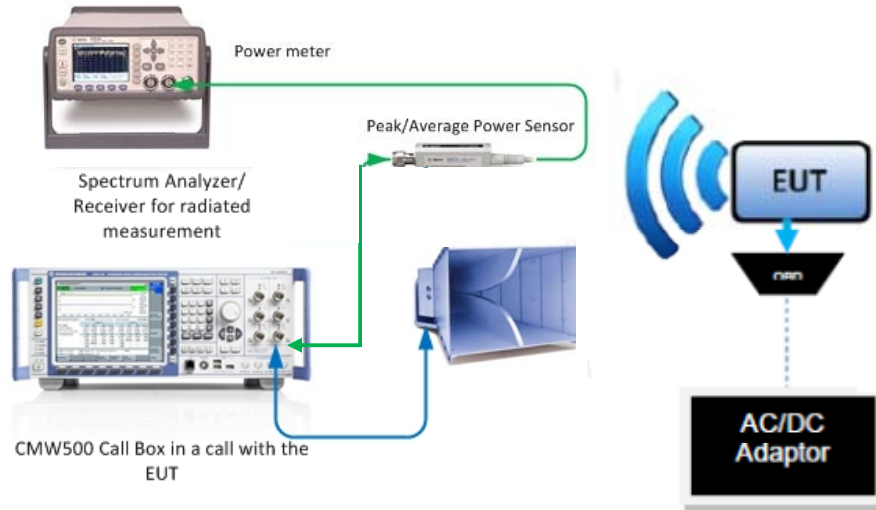 Power meter
Peak/Average Power Sensor
Spectrum Analyzer/
Receiver for radiated
measurement
EUT
OBD
CMW500 Call Box in a call with the
EUT
AC/DC
Adaptor